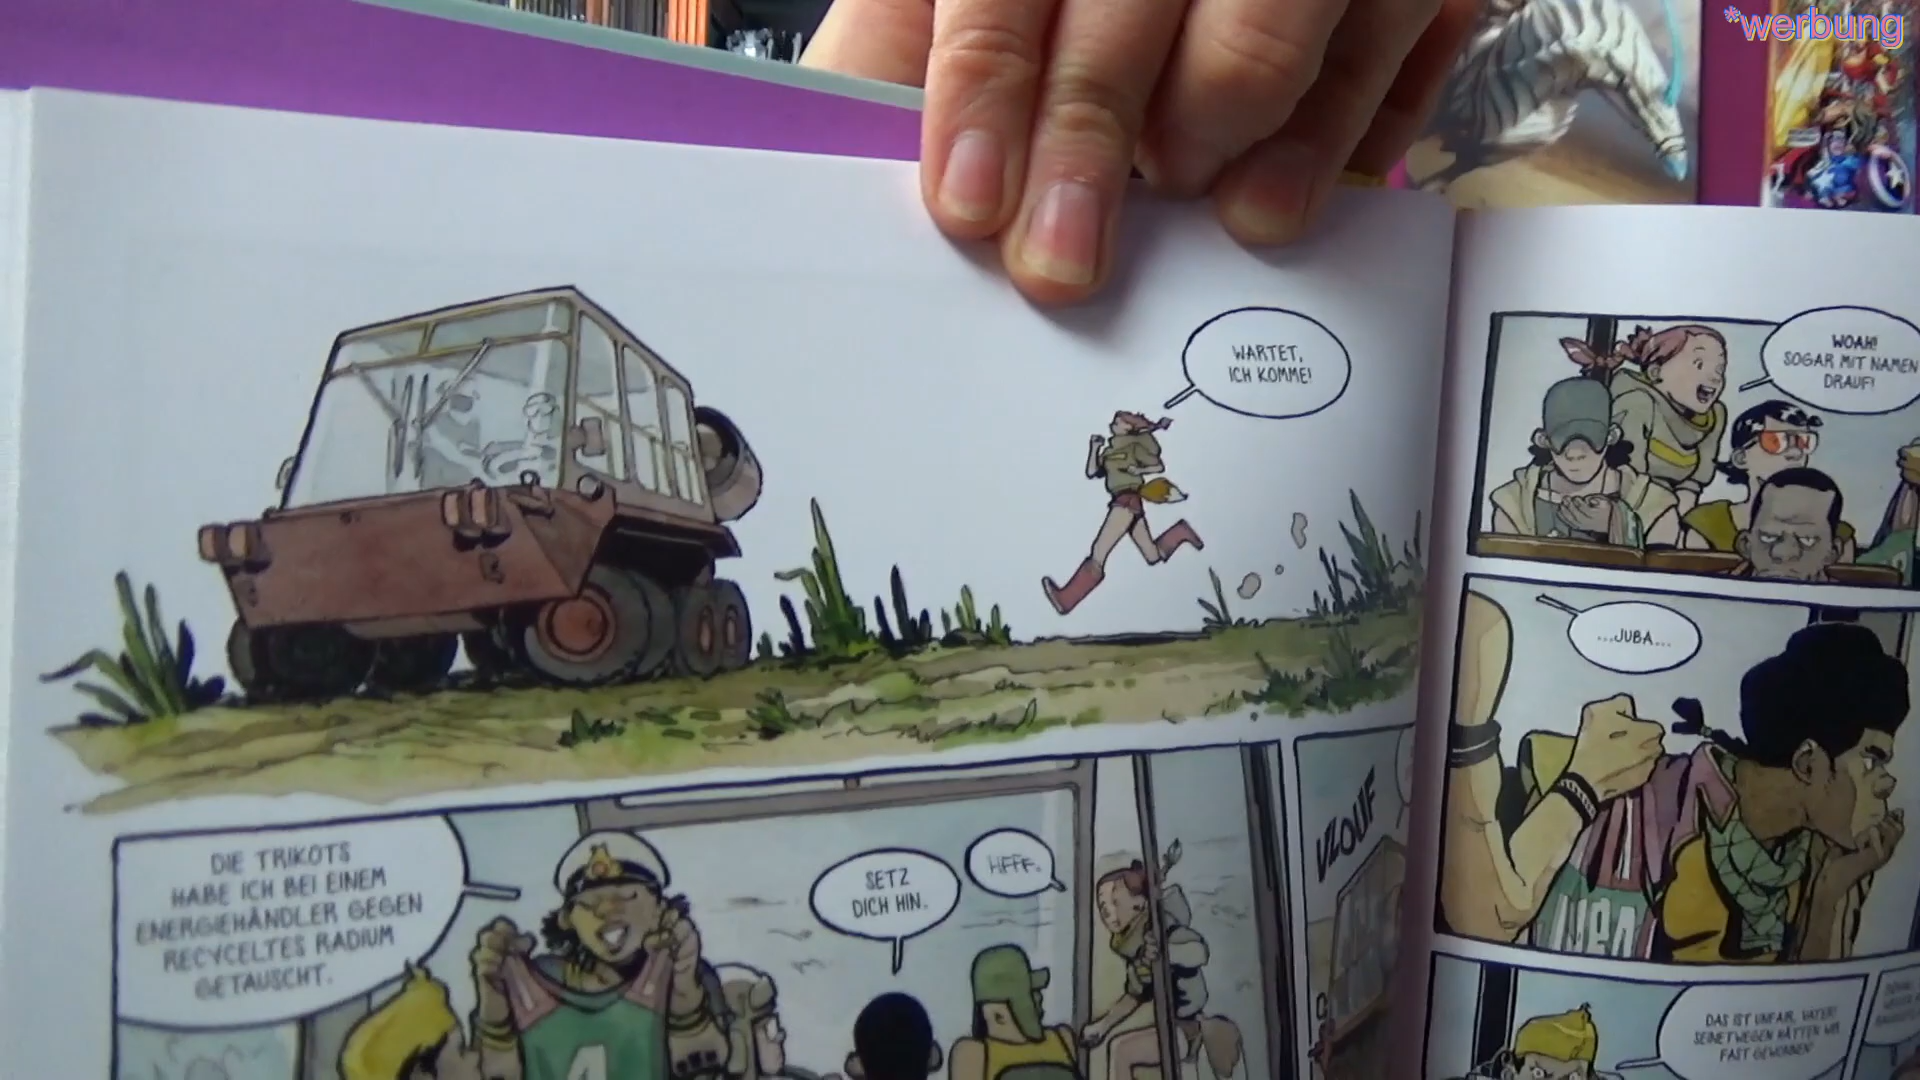 *werbung
WARTET,
ICH KOMME!
DIE TRIKOTS
HABE ICH BEI EINEM
ENERGIEHÄNDLER GEGEN
RECYCELTES RADIUM
GETAUSCHT.
SETZ
DICH HIN.
HFFF.
VLOUF
4
WOAH!
SOGAR MIT NAMEN
DRAUF!
...JUBA...
DAS IST UNFAIR, VATER!
SEINETWEGEN HÄTTEN WIR
FAST GEWONNEN!